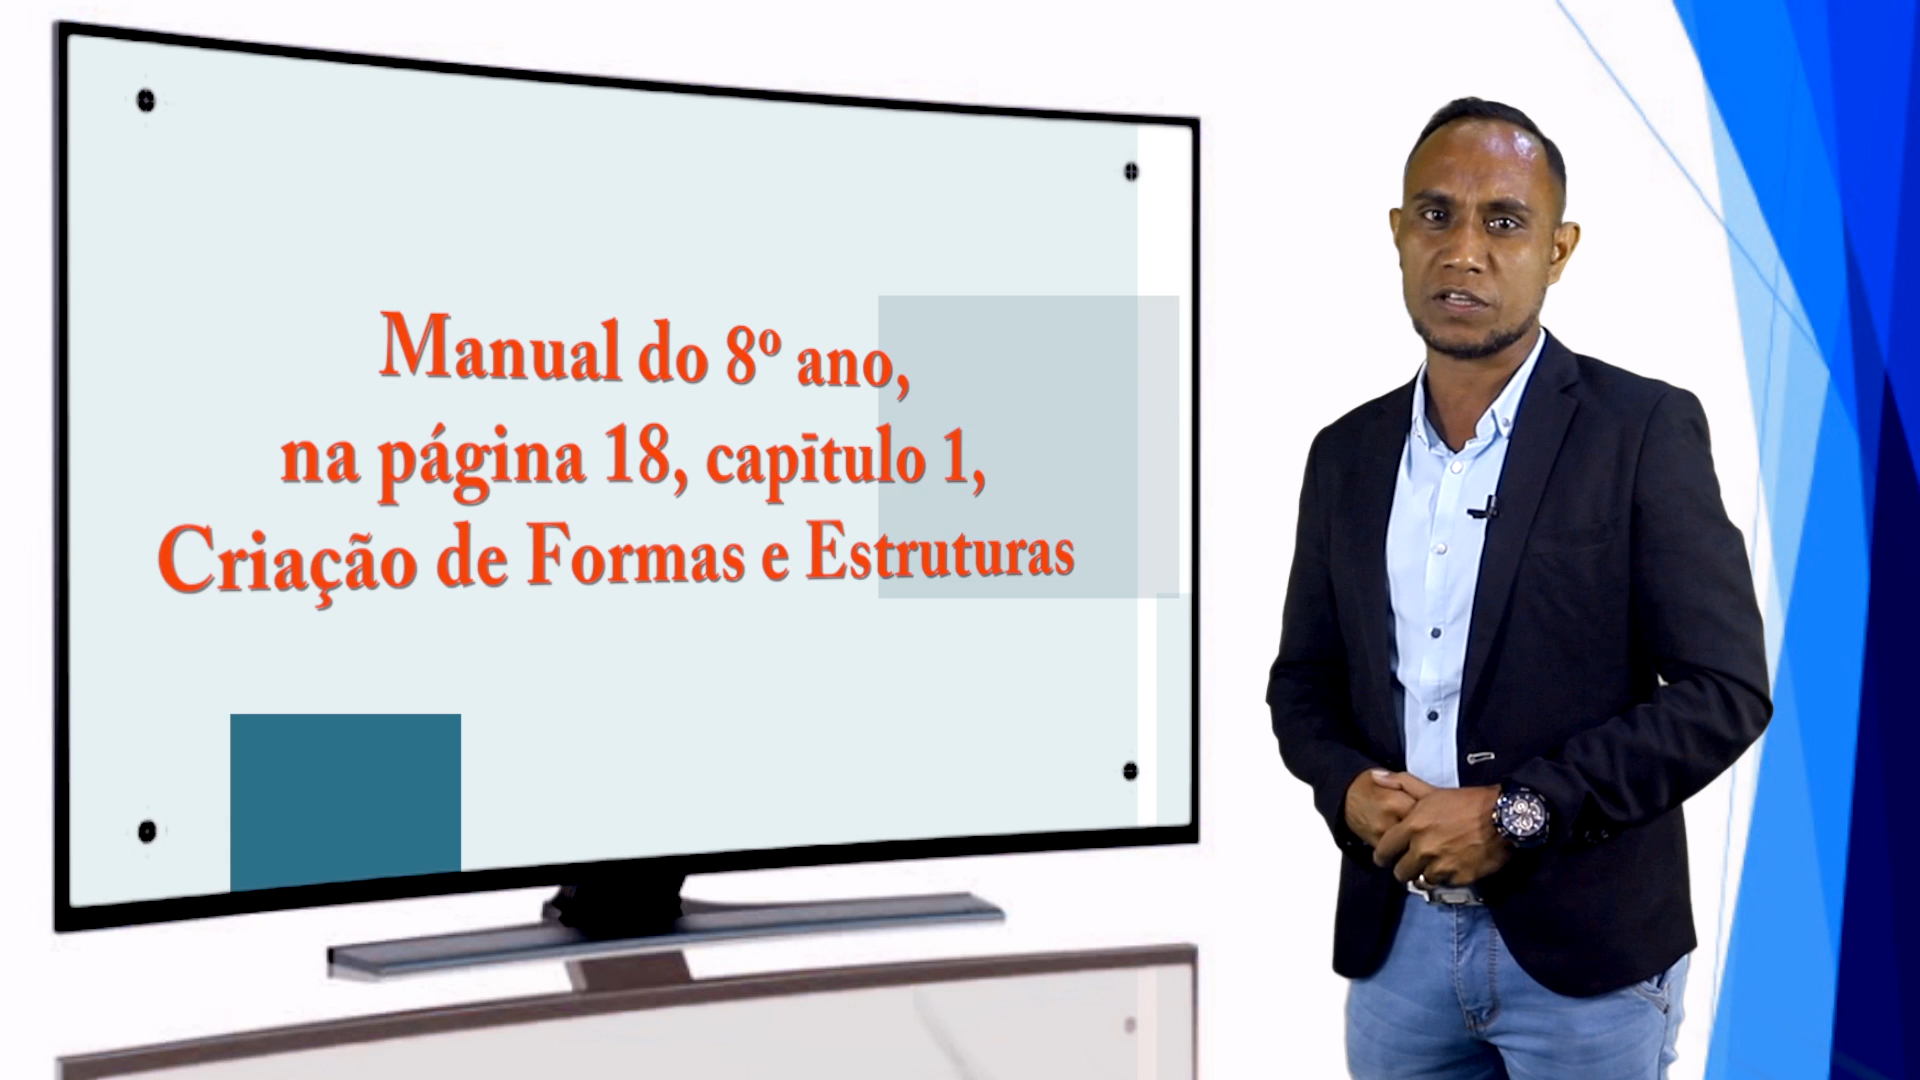 Manual do 8º ano,
na página 18, capītulo 1,
Criação de Formas e Estruturas